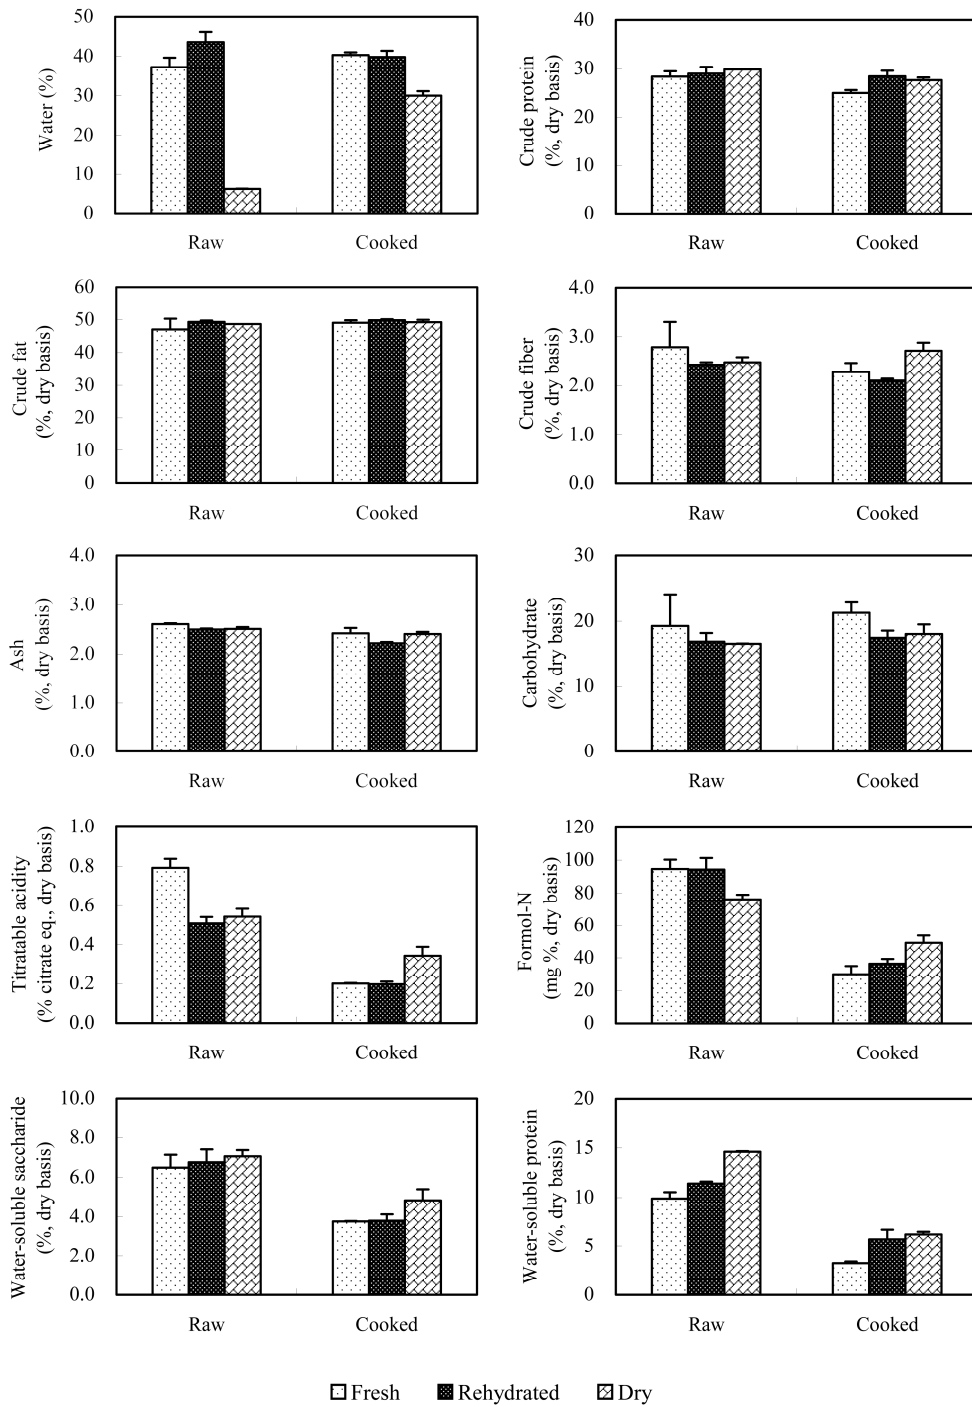 Water (%)
50
40
30
20
10
0
Raw
Cooked
Crude protein
(%, dry basis)
40
30
20
10
0
Raw
Cooked
Crude fat
(%, dry basis)
60
50
40
30
20
10
0
Raw
Cooked
Crude fiber
(%, dry basis)
4.0
3.0
2.0
1.0
0.0
Raw
Cooked
Ash
(%, dry basis)
4.0
3.0
2.0
1.0
0.0
Raw
Cooked
Carbohydrate
(%, dry basis)
30
20
10
0
Raw
Cooked
Titratable acidity
(% citrate eq., dry basis)
1.0
0.8
0.6
0.4
0.2
0.0
Raw
Cooked
Formol-N
(mg %, dry basis)
120
100
80
60
40
20
0
Raw
Cooked
Water-soluble saccharide
(%, dry basis)
10.0
8.0
6.0
4.0
2.0
0.0
Raw
Cooked
Water-soluble protein
(%, dry basis)
20
15
10
5
0
Raw
Cooked
Fresh Rehydrated Dry